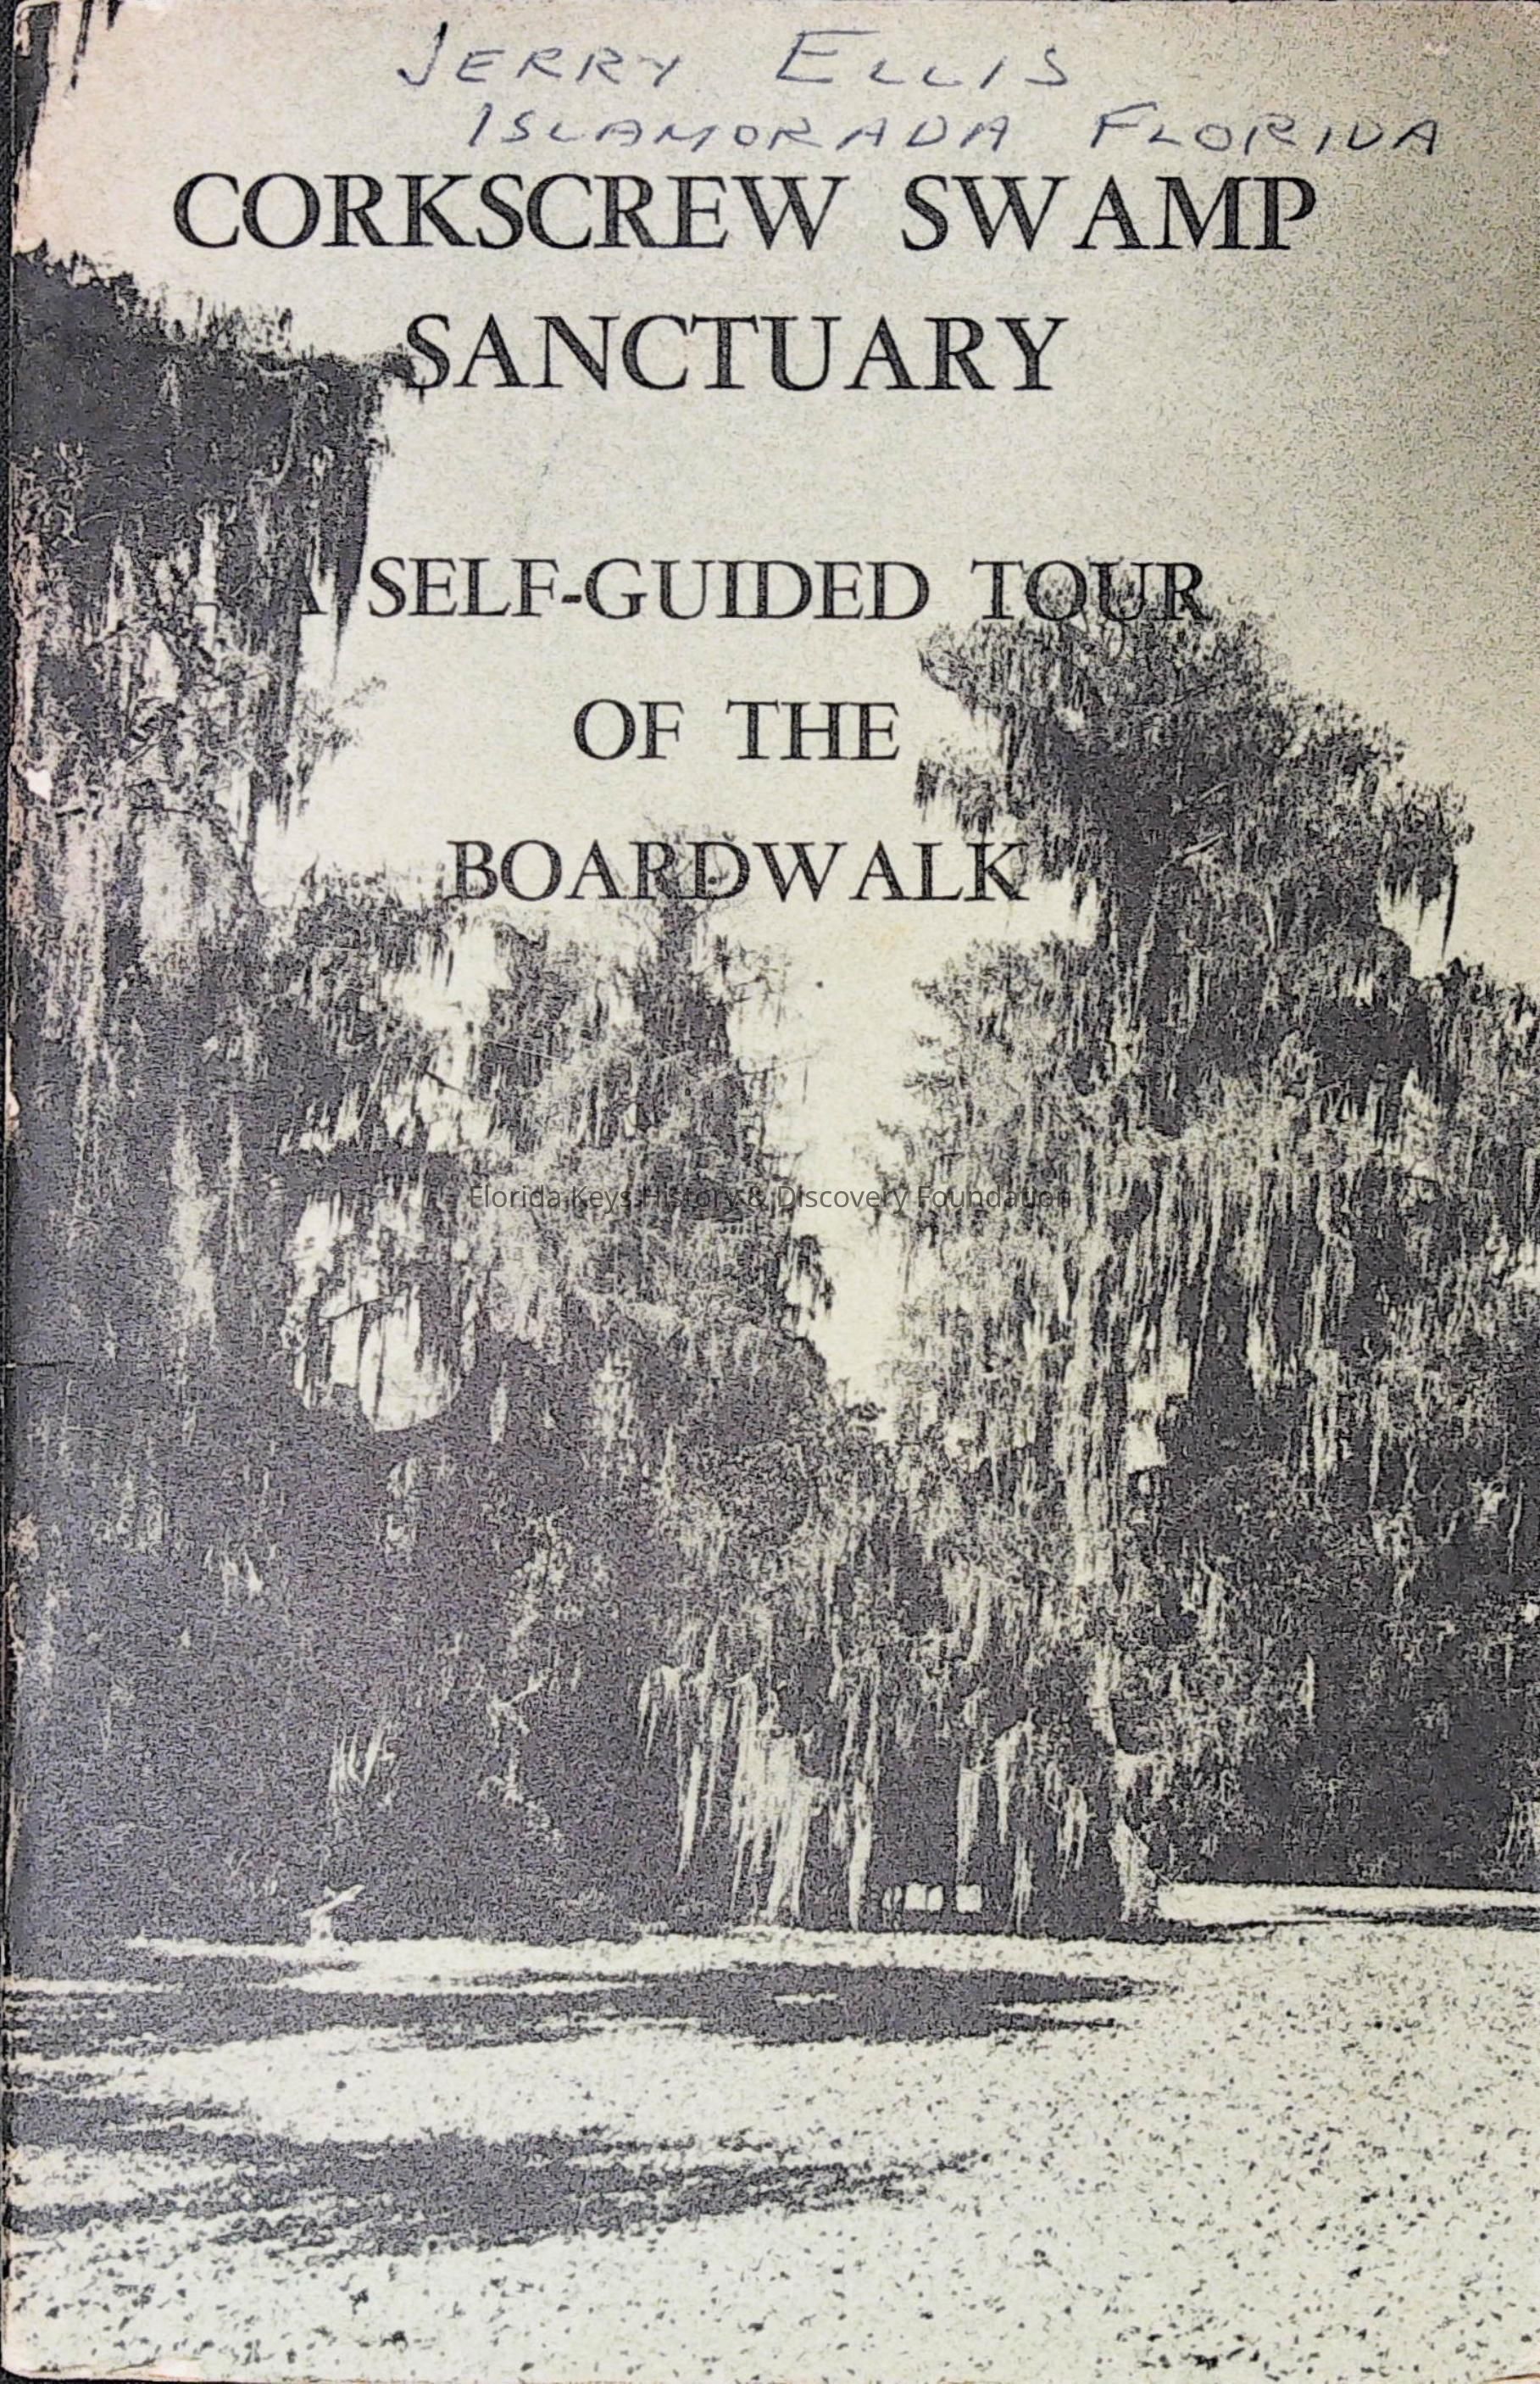 JERRY ELLIS
ISLAMORADA FLORIDA
CORKSCREW SWAMP
SANCTUARY
A SELF-GUIDED TOUR
OF THE
BOARDWALK
Florida Keys History & Discovery Foundation